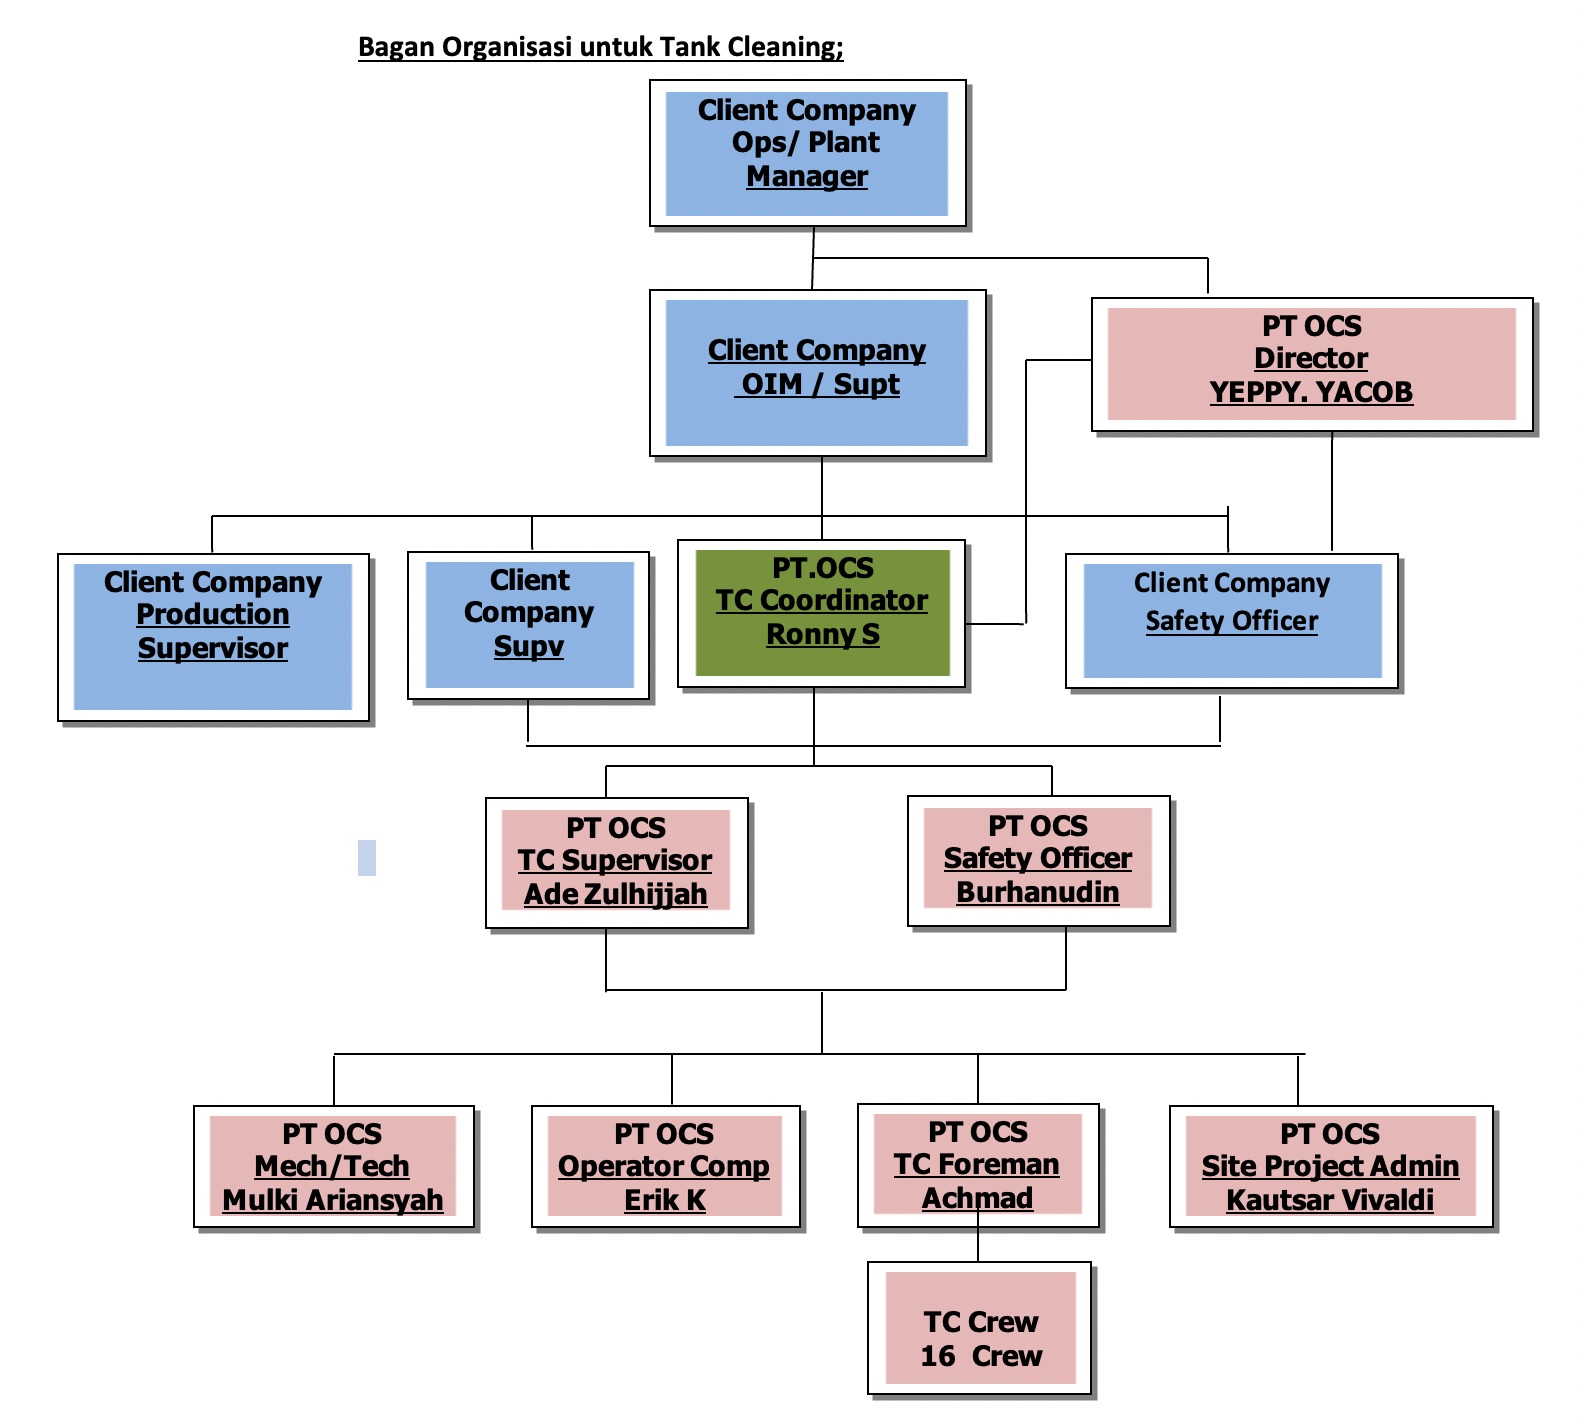 Bagan Organisasi untuk Tank Cleaning;
Client Company
Ops/ Plant
Manager
Client Company
OIM / Supt
PT OCS
Director
YEPPY. YACOB
Client Company
Production
Supervisor
Client
Company
Supv
PT.OCS
TC Coordinator
Ronny S
Client Company
Safety Officer
PT OCS
TC Supervisor
Ade Zulhijjah
PT OCS
Safety Officer
Burhanudin
PT OCS
Mech/Tech
Mulki Ariansyah
PT OCS
Operator Comp
Erik K
PT OCS
TC Foreman
Achmad
PT OCS
Site Project Admin
Kautsar Vivaldi
TC Crew
16 Crew